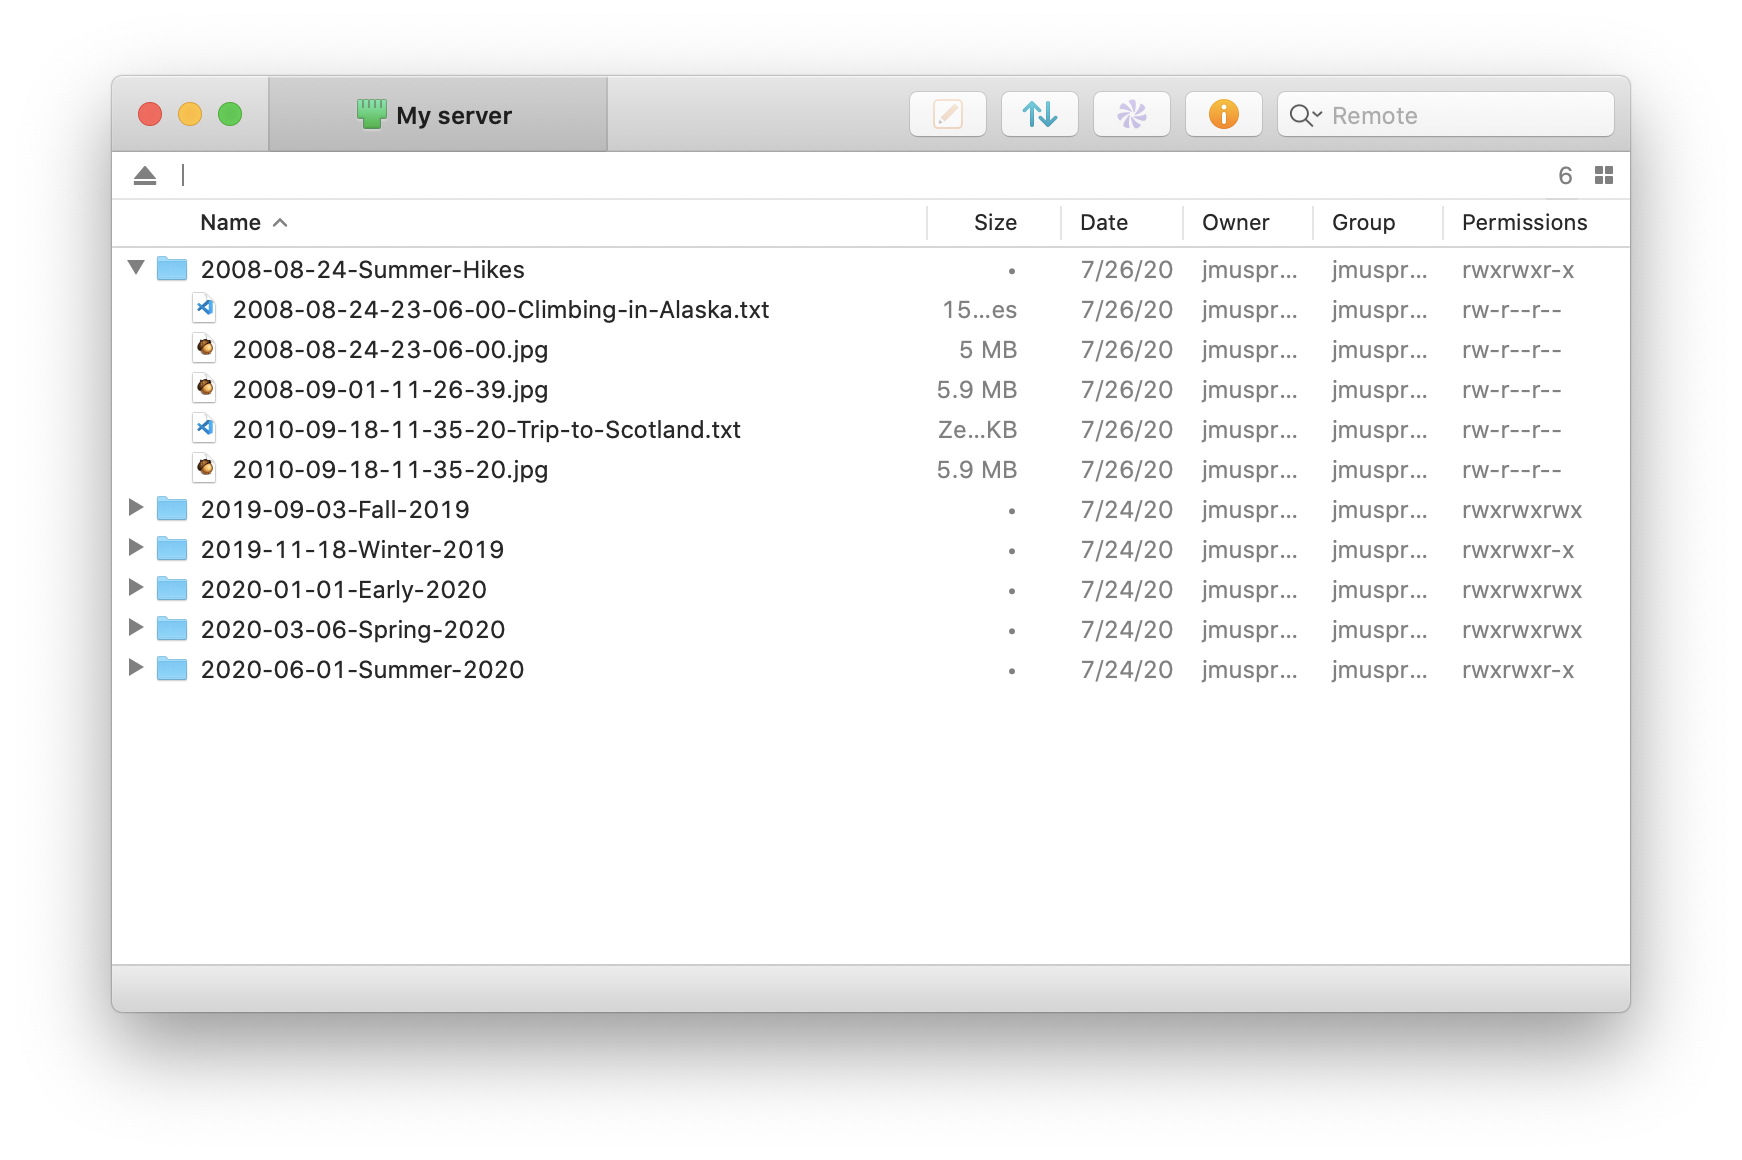 My server
Remote
6
Name Size Date Owner Group Permissions
2008-08-24-Summer-Hikes • 7/26/20 jmuspr... jmuspr... rwxrwxr-x
2008-08-24-23-06-00-Climbing-in-Alaska.txt 15...es 7/26/20 jmuspr... jmuspr... rw-r--r--
2008-08-24-23-06-00.jpg 5 MB 7/26/20 jmuspr... jmuspr... rw-r--r--
2008-09-01-11-26-39.jpg 5.9 MB 7/26/20 jmuspr... jmuspr... rw-r--r--
2010-09-18-11-35-20-Trip-to-Scotland.txt Ze...KB 7/26/20 jmuspr... jmuspr... rw-r--r--
2010-09-18-11-35-20.jpg 5.9 MB 7/26/20 jmuspr... jmuspr... rw-r--r--
2019-09-03-Fall-2019 • 7/24/20 jmuspr... jmuspr... rwxrwxrwx
2019-11-18-Winter-2019 • 7/24/20 jmuspr... jmuspr... rwxrwxr-x
2020-01-01-Early-2020 • 7/24/20 jmuspr... jmuspr... rwxrwxrwx
2020-03-06-Spring-2020 • 7/24/20 jmuspr... jmuspr... rwxrwxrwx
2020-06-01-Summer-2020 • 7/24/20 jmuspr... jmuspr... rwxrwxr-x